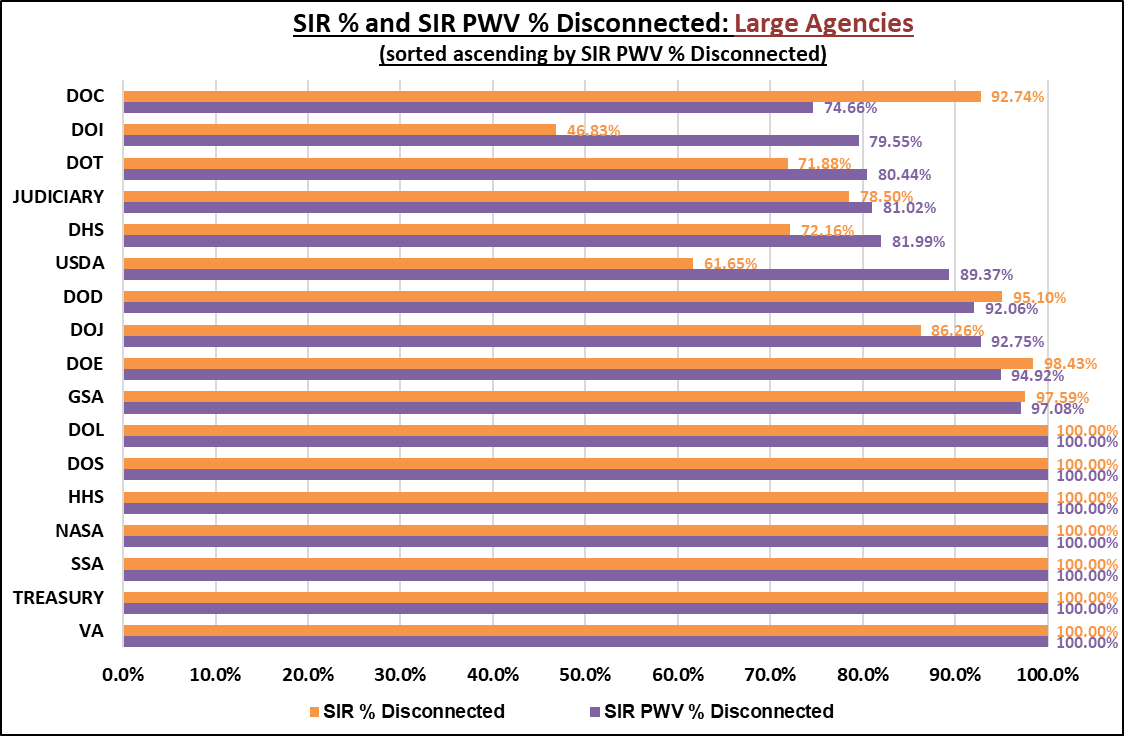 SIR % and SIR PWV % Disconnected: Large Agencies
(sorted ascending by SIR PWV % Disconnected)
DOC 92.74%
74.66%
DOI 46.83%
79.55%
DOT 71.88%
80.44%
JUDICIARY 78.50%
81.02%
DHS 72.16%
81.99%
USDA 61.65%
89.37%
DOD 95.10%
92.06%
DOJ 86.26%
92.75%
DOE 98.43%
94.92%
GSA 97.59%
97.08%
DOL 100.00%
100.00%
DOS 100.00%
100.00%
HHS 100.00%
100.00%
NASA 100.00%
100.00%
SSA 100.00%
100.00%
TREASURY 100.00%
100.00%
VA 100.00%
100.00%
0.0% 10.0% 20.0% 30.0% 40.0% 50.0% 60.0% 70.0% 80.0% 90.0% 100.0%
SIR % Disconnected SIR PWV % Disconnected